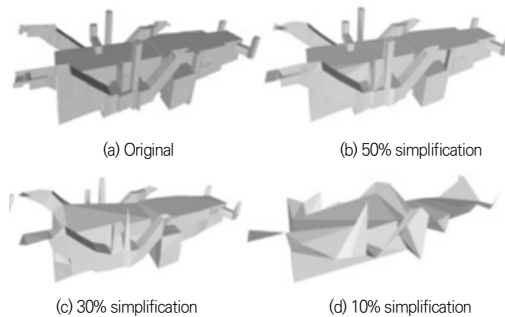 (a) Original
(b) 50% simplification
(c) 30% simplification
(d) 10% simplification